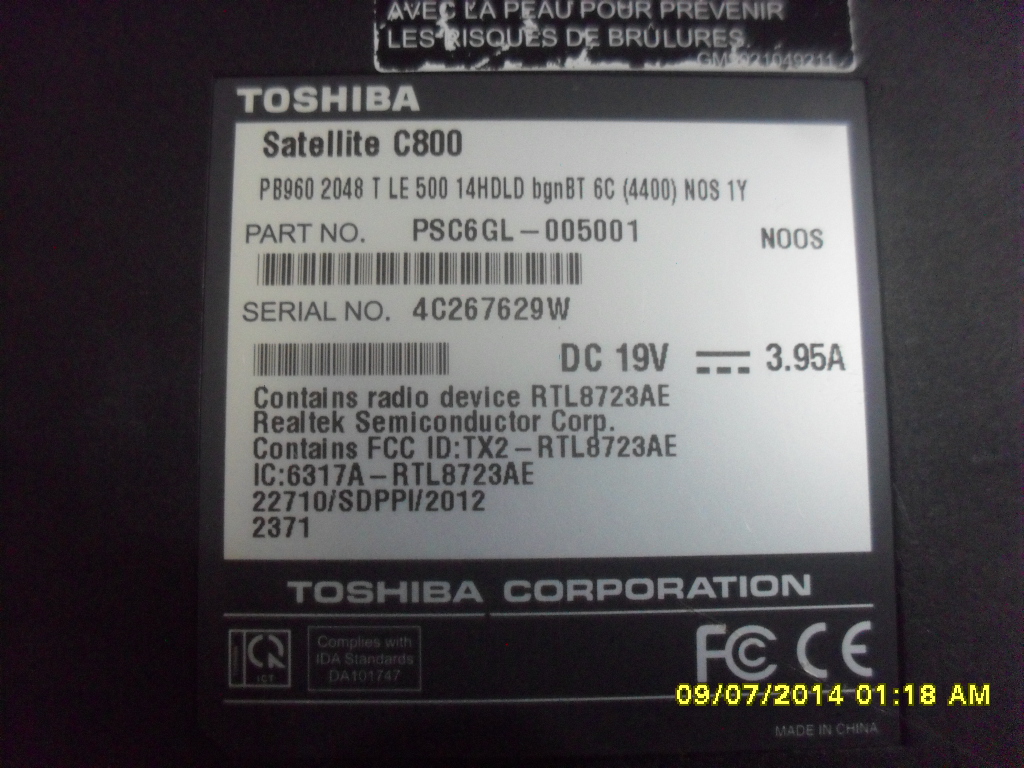 AVEC LA PEAU POUR PRÉVENIR
LES RISQUES DE BRÛLURES.
TOSHIBA
Satellite C800
PB960 2048 T LE 500 14HDLD bgnBT 6C (4400) NOS 1Y
PART NO. PSC6GL-005001
NOOS
SERIAL NO. 4C267629W
DC 19V 3.95A
Contains radio device RTL8723AE
Realtek Semiconductor Corp.
Contains FCC ID:TX2-RTL8723AE
IC:6317A-RTL8723AE
22710/SDPPI/2012
2371
TOSHIBA CORPORATION
ICT
Complies with
IDA Standards
DA101747
FC CE
09/07/2014 01:18 AM
MADE IN CHINA